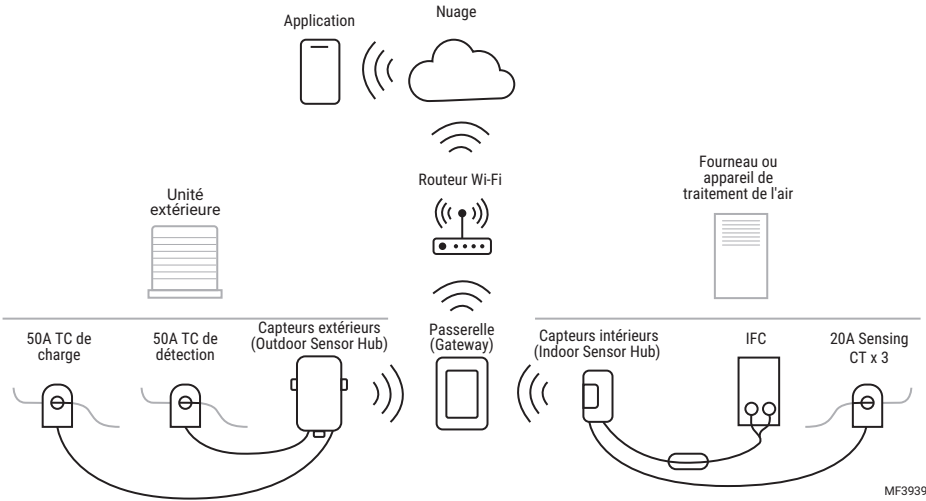 Application
Nuage
Routeur Wi-Fi
Unité
extérieure
Fourneau ou
appareil de
traitement de l'air
50A TC de
charge
50A TC de
détection
Capteurs extérieurs
(Outdoor Sensor Hub)
Passerelle
(Gateway)
Capteurs intérieurs
(Indoor Sensor Hub)
IFC
20A Sensing
CT x 3
MF3939